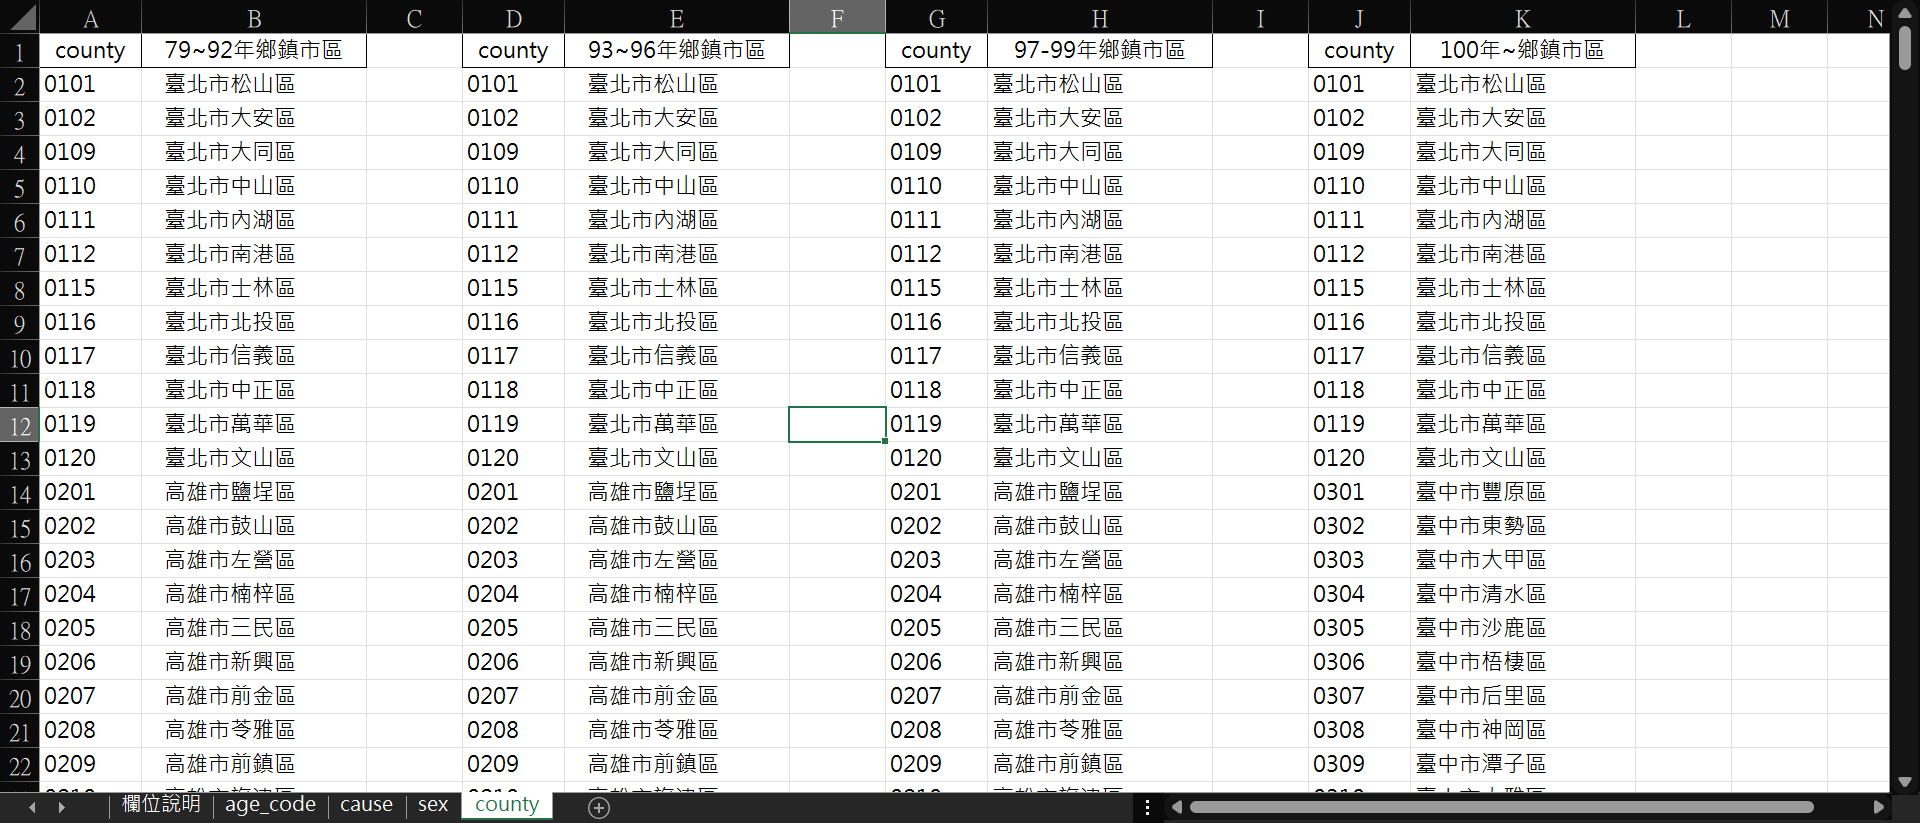 A B C D E F G H I J K L M N
1 county 79~92年鄉鎮市區 county 93~96年鄉鎮市區 county 97-99年鄉鎮市區 county 100年~鄉鎮市區
2 0101 臺北市松山區 0101 臺北市松山區 0101 臺北市松山區 0101 臺北市松山區
3 0102 臺北市大安區 0102 臺北市大安區 0102 臺北市大安區 0102 臺北市大安區
4 0109 臺北市大同區 0109 臺北市大同區 0109 臺北市大同區 0109 臺北市大同區
5 0110 臺北市中山區 0110 臺北市中山區 0110 臺北市中山區 0110 臺北市中山區
6 0111 臺北市內湖區 0111 臺北市內湖區 0111 臺北市內湖區 0111 臺北市內湖區
7 0112 臺北市南港區 0112 臺北市南港區 0112 臺北市南港區 0112 臺北市南港區
8 0115 臺北市士林區 0115 臺北市士林區 0115 臺北市士林區 0115 臺北市士林區
9 0116 臺北市北投區 0116 臺北市北投區 0116 臺北市北投區 0116 臺北市北投區
10 0117 臺北市信義區 0117 臺北市信義區 0117 臺北市信義區 0117 臺北市信義區
11 0118 臺北市中正區 0118 臺北市中正區 0118 臺北市中正區 0118 臺北市中正區
12 0119 臺北市萬華區 0119 臺北市萬華區 0119 臺北市萬華區 0119 臺北市萬華區
13 0120 臺北市文山區 0120 臺北市文山區 0120 臺北市文山區 0120 臺北市文山區
14 0201 高雄市鹽埕區 0201 高雄市鹽埕區 0201 高雄市鹽埕區 0301 臺中市豐原區
15 0202 高雄市鼓山區 0202 高雄市鼓山區 0202 高雄市鼓山區 0302 臺中市東勢區
16 0203 高雄市左營區 0203 高雄市左營區 0203 高雄市左營區 0303 臺中市大甲區
17 0204 高雄市楠梓區 0204 高雄市楠梓區 0204 高雄市楠梓區 0304 臺中市清水區
18 0205 高雄市三民區 0205 高雄市三民區 0205 高雄市三民區 0305 臺中市沙鹿區
19 0206 高雄市新興區 0206 高雄市新興區 0206 高雄市新興區 0306 臺中市梧棲區
20 0207 高雄市前金區 0207 高雄市前金區 0207 高雄市前金區 0307 臺中市后里區
21 0208 高雄市苓雅區 0208 高雄市苓雅區 0208 高雄市苓雅區 0308 臺中市神岡區
22 0209 高雄市前鎮區 0209 高雄市前鎮區 0209 高雄市前鎮區 0309 臺中市潭子區
欄位說明 age_code cause sex county